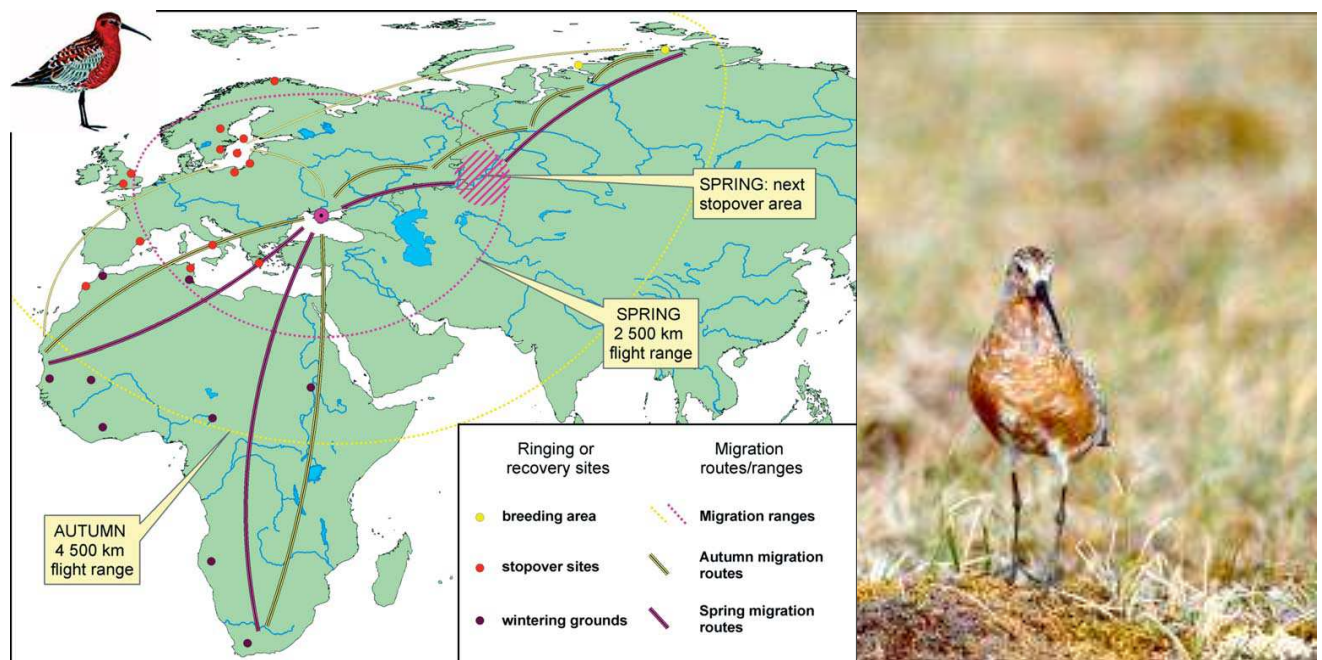 SPRING: next
stopover area
SPRING
2 500 km
flight range
AUTUMN
4 500 km
flight range
Ringing or
recovery sites
breeding area
stopover sites
wintering grounds
Migration
routes/ranges
Migration ranges
Autumn migration
routes
Spring migration
routes